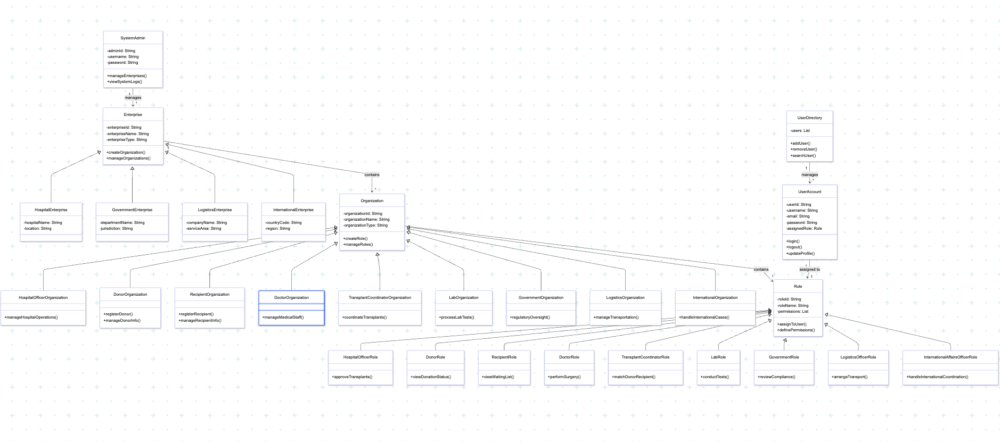 SystemAdmin
-adminId: String
-username: String
-password: String
+manageEnterprises()
+viewSystemLogs()
1
manages
*
Enterprise
-enterpriseId: String
-enterpriseName: String
-enterpriseType: String
+createOrganization()
+manageOrganizations()
1
contains
*
UserDirectory
-users: List
+addUser()
+removeUser()
+searchUser()
1
manages
*
HospitalEnterprise
-hospitalName: String
-location: String
GovernmentEnterprise
-departmentName: String
-jurisdiction: String
LogisticsEnterprise
-companyName: String
-serviceArea: String
InternationalEnterprise
-countryCode: String
-region: String
Organization
-organizationId: String
-organizationName: String
-organizationType: String
+createRole()
+manageRoles()
UserAccount
-userId: String
-username: String
-email: String
-password: String
-assignedRole: Role
+login()
+logout()
+updateProfile()
contains
*
*
assigned to
1
HospitalOfficerOrganization
+manageHospitalOperations()
DonorOrganization
+registerDonor()
+manageDonorInfo()
RecipientOrganization
+registerRecipient()
+manageRecipientInfo()
DoctorOrganization
+manageMedicalStaff()
TransplantCoordinatorOrganization
+coordinateTransplants()
LabOrganization
+processLabTests()
GovernmentOrganization
+regulatoryOversight()
LogisticsOrganization
+manageTransportation()
InternationalOrganization
+handleInternationalCases()
Role
-roleId: String
-roleName: String
-permissions: List
+assignToUser()
+definePermissions()
HospitalOfficerRole
+approveTransplants()
DonorRole
+viewDonationStatus()
RecipientRole
+viewWaitingList()
DoctorRole
+performSurgery()
TransplantCoordinatorRole
+matchDonorRecipient()
LabRole
+conductTests()
GovernmentRole
+reviewCompliance()
LogisticsOfficerRole
+arrangeTransport()
InternationalAffairsOfficerRole
+handleInternationalCoordination()